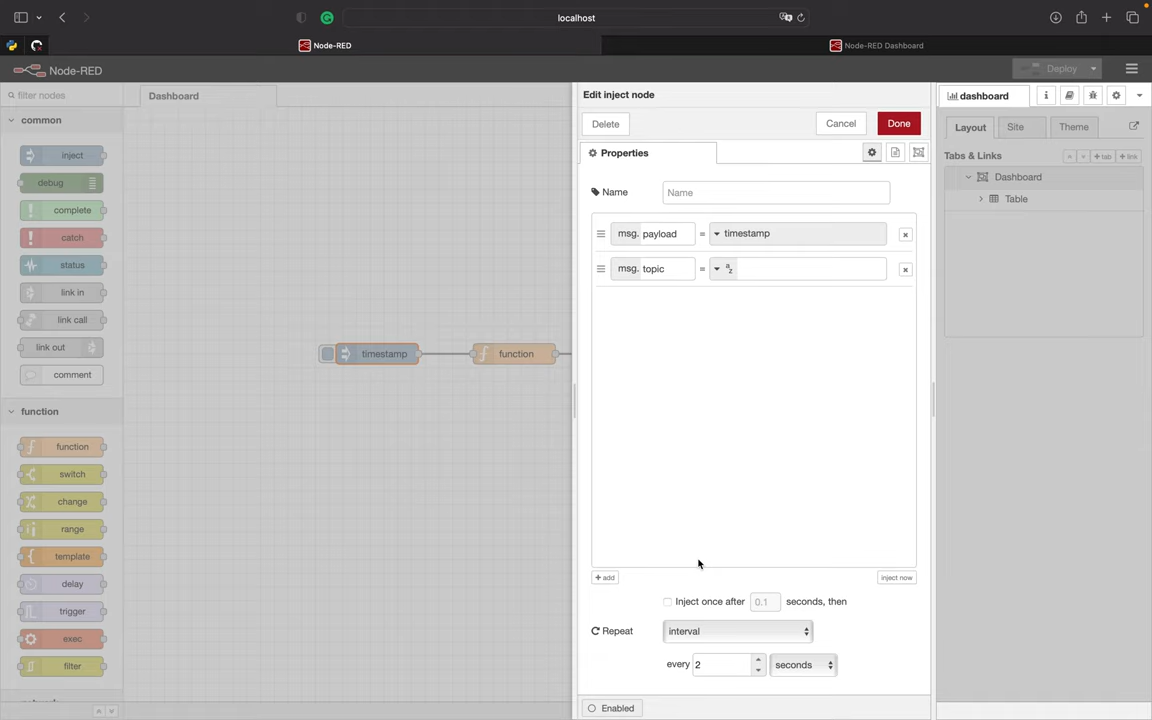 localhost
Node-RED
Node-RED Dashboard
Node-RED
Deploy
filter nodes
Dashboard
Edit inject node
dashboard
common
Delete
Cancel
Done
Layout
Site
Theme
Properties
inject
Tabs & Links
tab
link
debug
Dashboard
Name
Name
Table
complete
catch
msg. payload = timestamp
status
msg. topic = az
link in
link call
link out
timestamp
function
comment
function
function
switch
change
range
template
+ add
inject now
delay
Inject once after 0.1 seconds, then
trigger
Repeat interval
exec
every 2 seconds
filter
Enabled